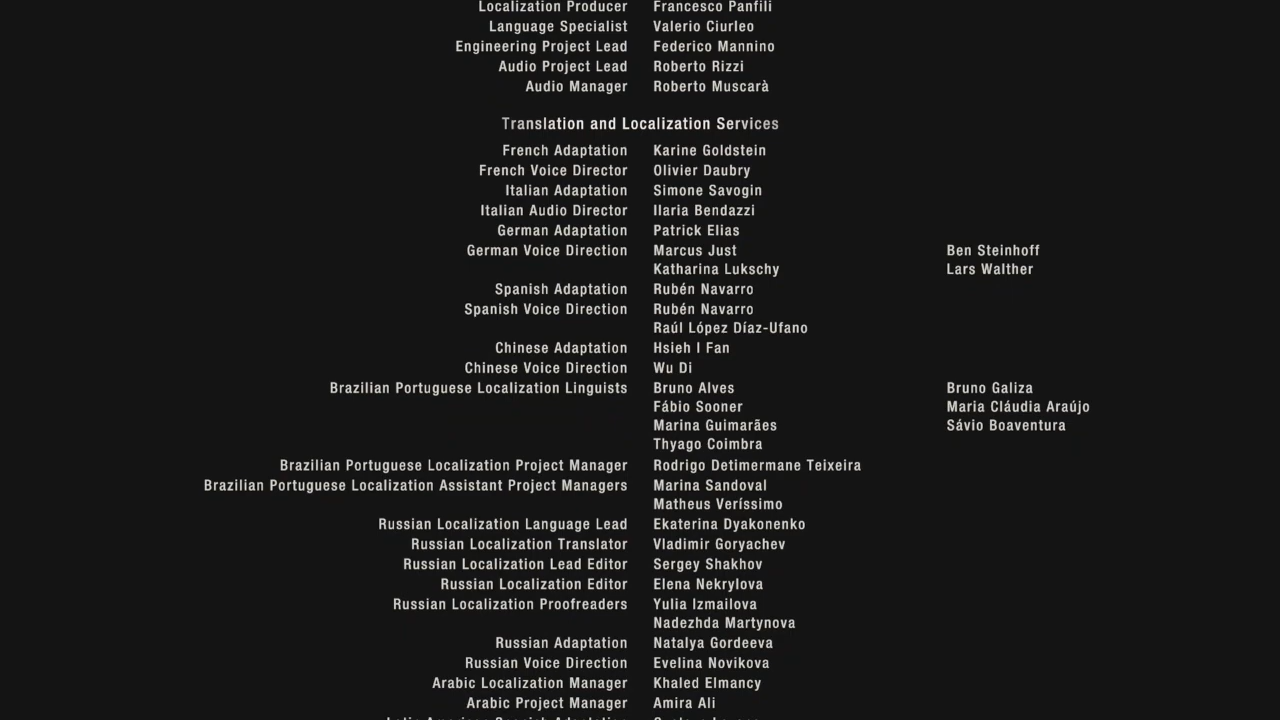 Localization Producer Francesco Panfili
Language Specialist Valerio Ciurleo
Engineering Project Lead Federico Mannino
Audio Project Lead Roberto Rizzi
Audio Manager Roberto Muscarà
Translation and Localization Services
French Adaptation Karine Goldstein
French Voice Director Olivier Daubry
Italian Adaptation Simone Savogin
Italian Audio Director Ilaria Bendazzi
German Adaptation Patrick Elias
German Voice Direction Marcus Just Ben Steinhoff
Katharina Lukschy Lars Walther
Spanish Adaptation Rubén Navarro
Spanish Voice Direction Rubén Navarro
Raúl López Díaz-Ufano
Chinese Adaptation Hsieh I Fan
Chinese Voice Direction Wu Di
Brazilian Portuguese Localization Linguists Bruno Alves Bruno Galiza
Fábio Sooner Maria Cláudia Araújo
Marina Guimarães Sávio Boaventura
Thyago Coimbra
Brazilian Portuguese Localization Project Manager Rodrigo Detimermane Teixeira
Brazilian Portuguese Localization Assistant Project Managers Marina Sandoval
Matheus Veríssimo
Russian Localization Language Lead Ekaterina Dyakonenko
Russian Localization Translator Vladimir Goryachev
Russian Localization Lead Editor Sergey Shakhov
Russian Localization Editor Elena Nekrylova
Russian Localization Proofreaders Yulia Izmailova
Nadezhda Martynova
Russian Adaptation Natalya Gordeeva
Russian Voice Direction Evelina Novikova
Arabic Localization Manager Khaled Elmancy
Arabic Project Manager Amira Ali